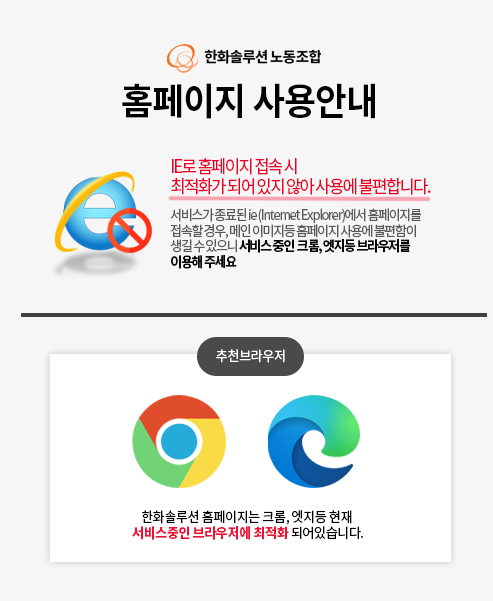 한화솔루션 노동조합
홈페이지 사용안내
IE로 홈페이지 접속 시
최적화가 되어 있지 않아 사용에 불편합니다.
서비스가 종료된 ie (Internet Explorer)에서 홈페이지를
접속할 경우, 메인 이미지등 홈페이지 사용에 불편함이
생길 수 있으니 서비스 중인 크롬, 엣지등 브라우저를
이용해 주세요
추천브라우저
한화솔루션 홈페이지는 크롬, 엣지등 현재
서비스중인 브라우저에 최적화 되어있습니다.